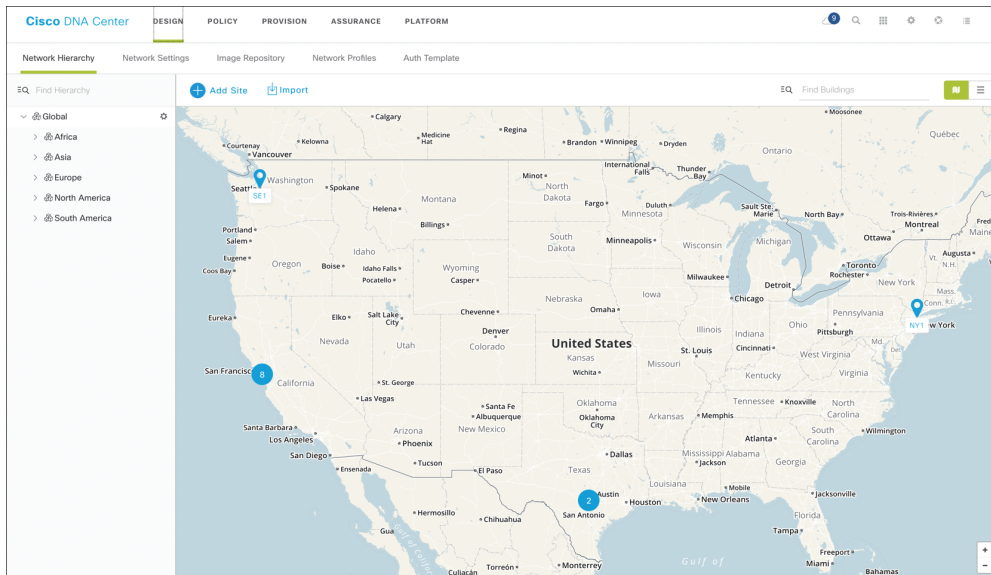 Cisco DNA Center DESIGN POLICY PROVISION ASSURANCE PLATFORM 9
Network Hierarchy Network Settings Image Repository Network Profiles Auth Template
Find Hierarchy
Add Site Import Find Buildings
Global
Africa
Asia
Europe
North America
South America
Moosonee
Calgary
Regina
Medicine Hat
Kelowna
Courtenay
Vancouver
Brandon Winnipeg
Dryden
Ontario
Québec
International Falls
Thunder Bay
Washington
SE1
Spokane
Minot
North Dakota
Montana
Helena
Fargo
Duluth
Minnesota
Sault Ste. Marie
North Bay
Trois-Rivières
Montreal
Ottawa
Portland
Salem
Billings
South Dakota
Minneapolis
Wisconsin
Michigan
Augusta
Vt.
N.H.
Eugene
Coos Bay
Oregon
Idaho
Boise
Idaho Falls
Pocatello
Wyoming
Casper
Milwaukee
Toronto
Rochester
New York
Detroit
Mass.
Conn. R.I.
Chicago
Iowa
Nebraska
Omaha
Pennsylvania
NY1
Eureka
Elko
Salt Lake City
Cheyenne
Nevada
Utah
Denver
Colorado
United States
Kansas
Wichita
Illinois
Indiana
Ohio
Pittsburgh
Md.
Del.
St. Louis
Cincinnati
West Virginia
Missouri
8
California
St. George
Las Vegas
Kentucky
Virginia
Santa Fe
Albuquerque
New Mexico
Oklahoma
Oklahoma City
Arkansas
Memphis
Tennessee
Knoxville
North Carolina
Santa Barbara
Los Angeles
San Diego
Arizona
Phoenix
Atlanta
South Carolina
Wilmington
Ensenada
Tucson
El Paso
Dallas
Texas
Mississippi Alabama
Jackson
Georgia
Louisiana
Mobile
New Orleans
Jacksonville
2
Austin
Houston
San Antonio
Hermosillo
Chihuahua
Florida
Tampa
Gulf of
Freeport
Miami
Bahamas
Culiacán
Torreón
Monterrey
+
−